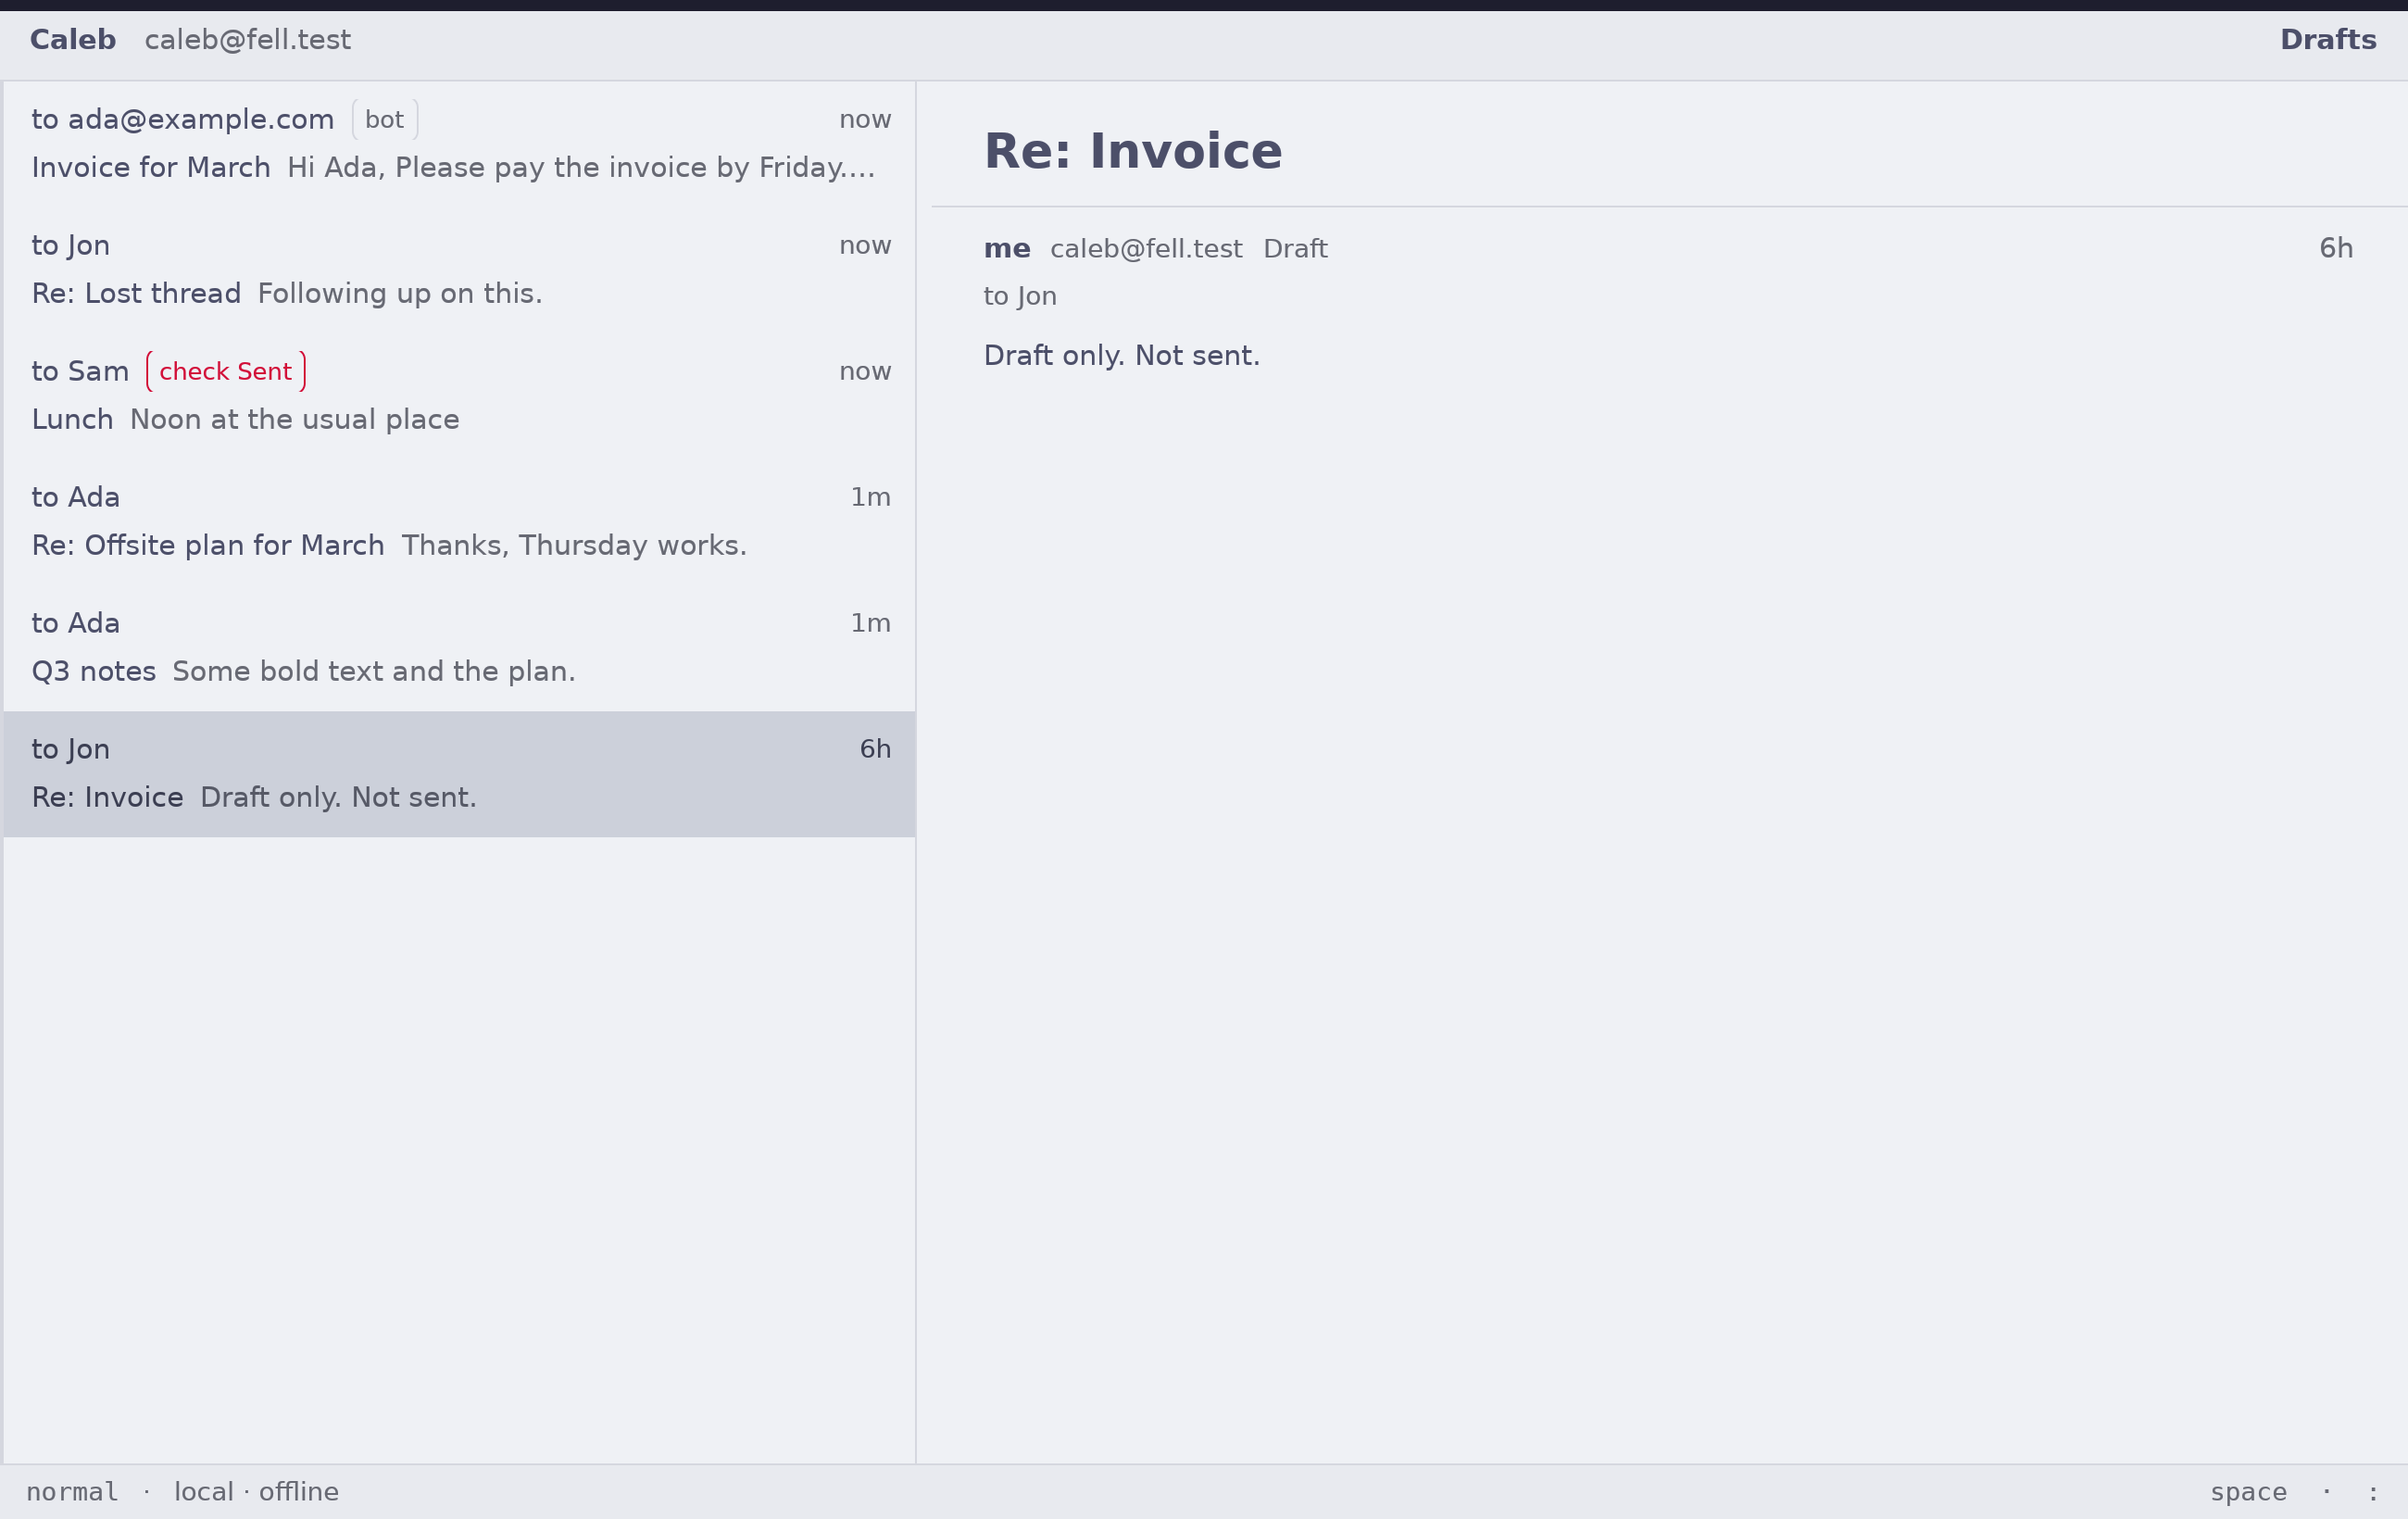 Caleb caleb@fell.test Drafts
to ada@example.com bot now
Invoice for March Hi Ada, Please pay the invoice by Friday.…
to Jon now
Re: Lost thread Following up on this.
to Sam check Sent now
Lunch Noon at the usual place
to Ada 1m
Re: Offsite plan for March Thanks, Thursday works.
to Ada 1m
Q3 notes Some bold text and the plan.
to Jon 6h
Re: Invoice Draft only. Not sent.
Re: Invoice
me caleb@fell.test Draft 6h
to Jon
Draft only. Not sent.
normal · local · offline space · :